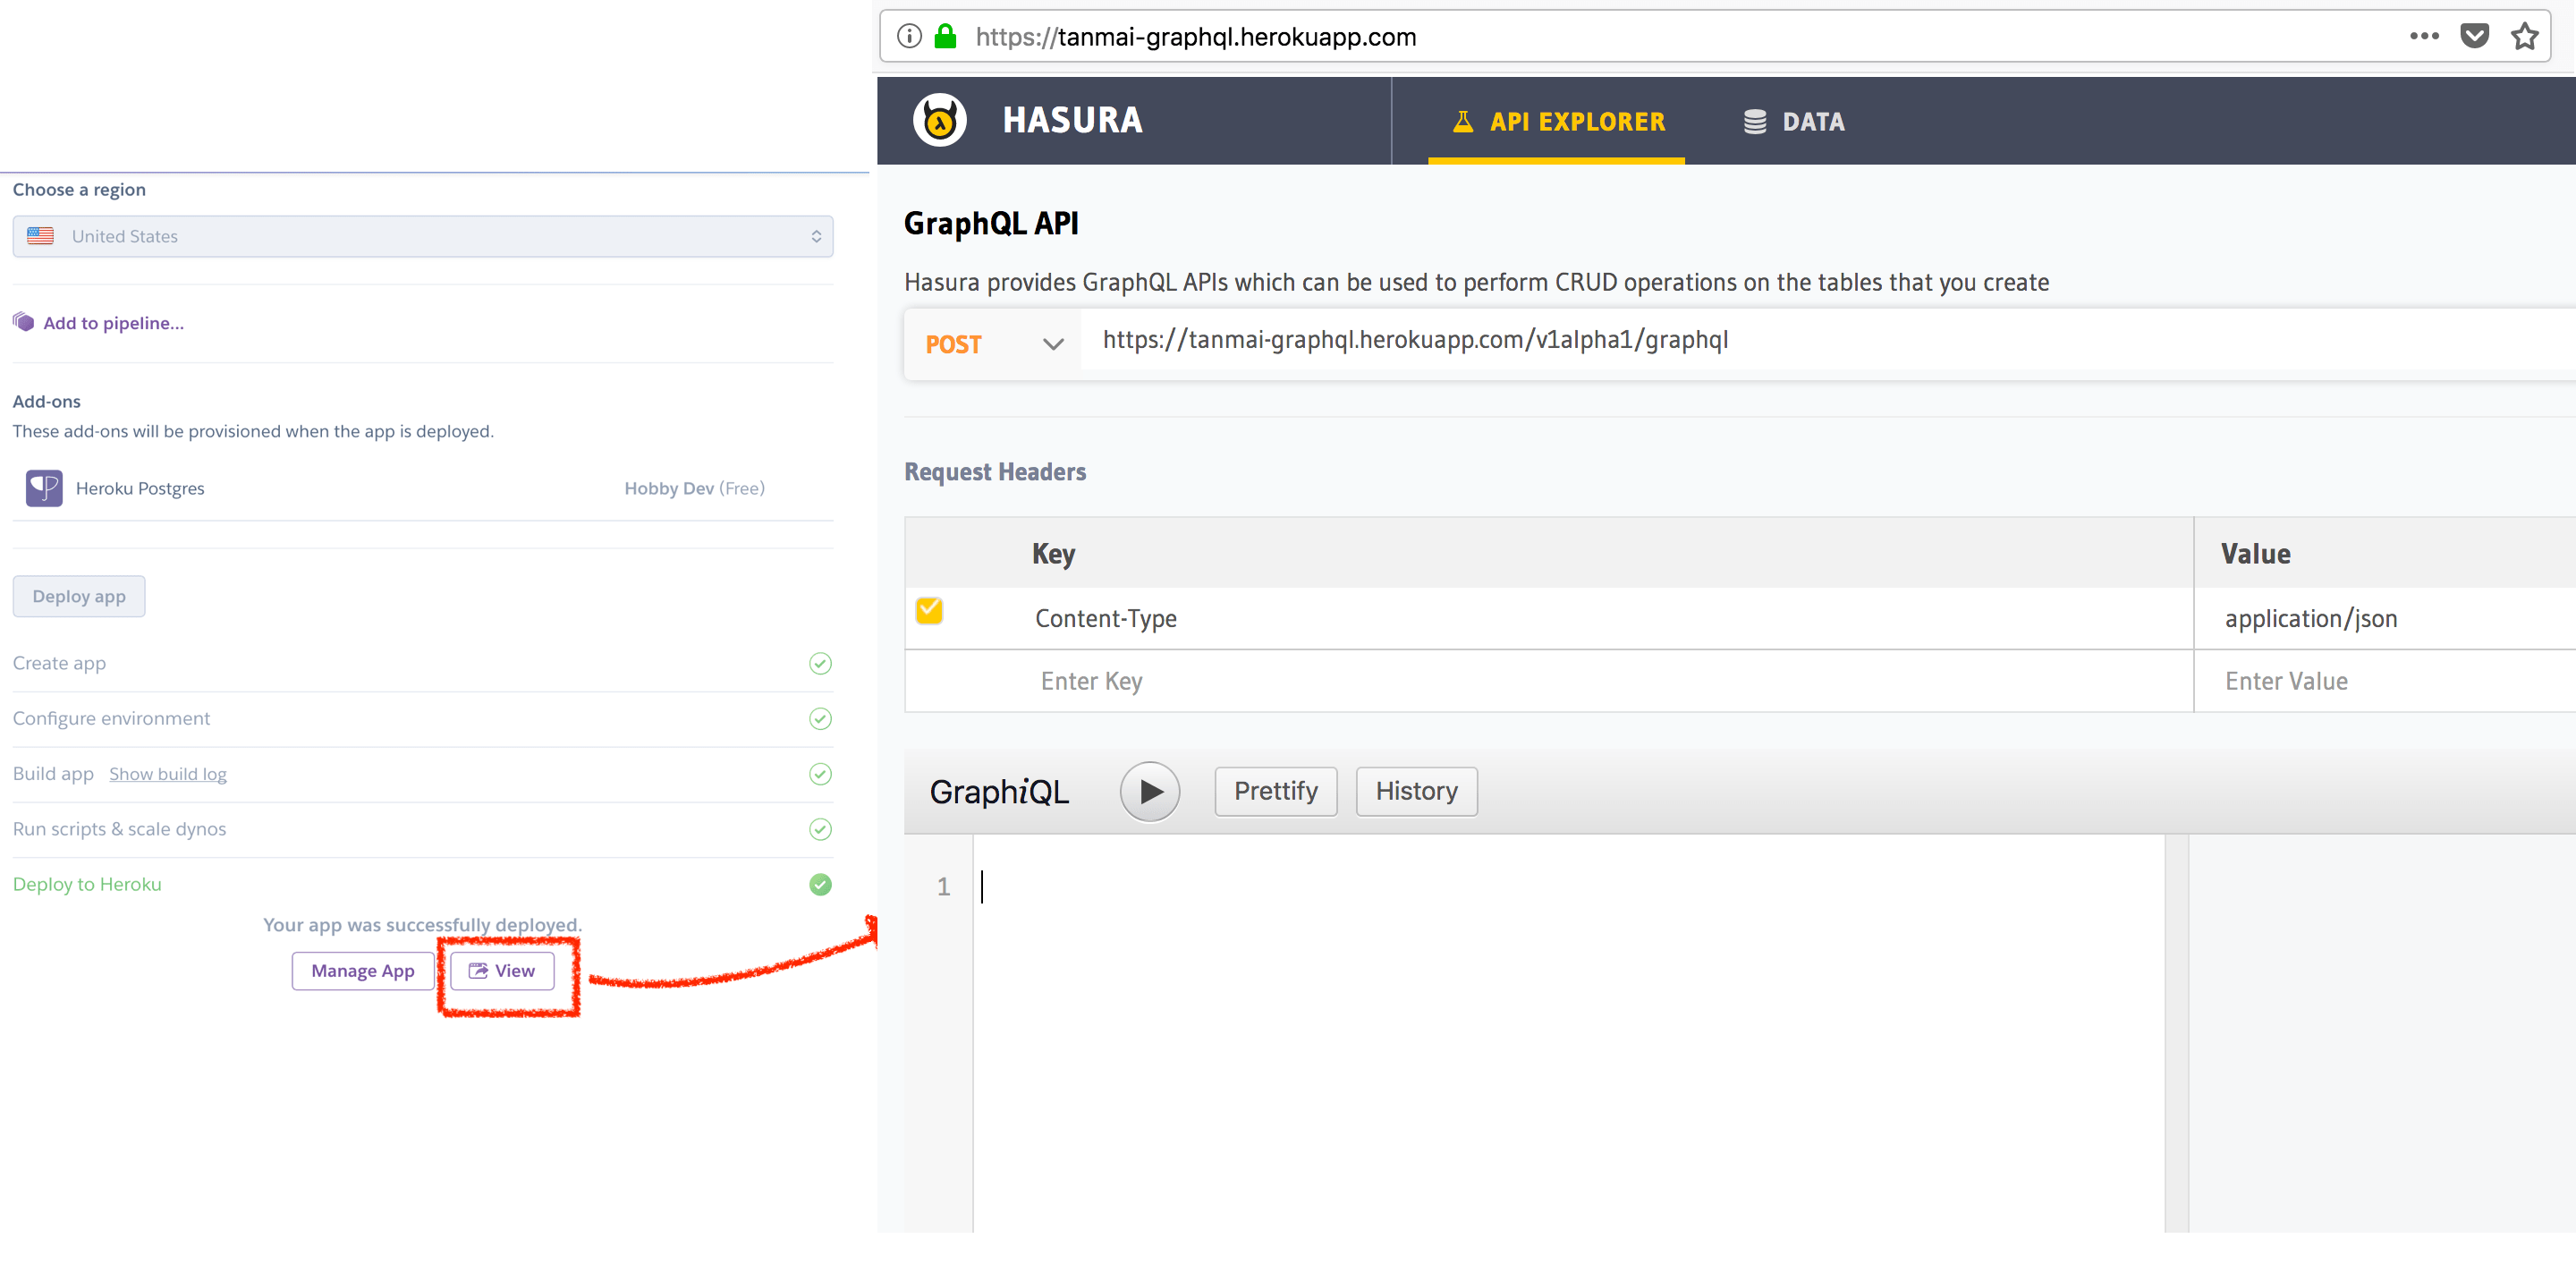 Choose a region
United States
Add to pipeline...
Add-ons
These add-ons will be provisioned when the app is deployed.
Heroku Postgres Hobby Dev (Free)
Deploy app
Create app
Configure environment
Build app Show build log
Run scripts & scale dynos
Deploy to Heroku
Your app was successfully deployed.
Manage App View
https://tanmai-graphql.herokuapp.com
HASURA API EXPLORER DATA
GraphQL API
Hasura provides GraphQL APIs which can be used to perform CRUD operations on the tables that you create
POST https://tanmai-graphql.herokuapp.com/v1alpha1/graphql
Request Headers
Key Value
Content-Type application/json
Enter Key Enter Value
GraphiQL Prettify History
1